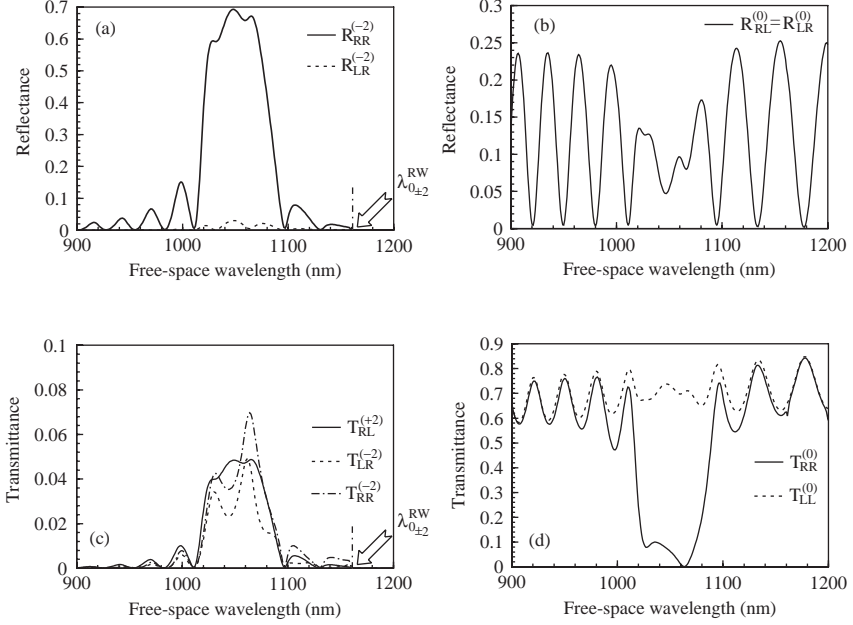 (a)
R_RR^(−2)
R_LR^(−2)
λ_0±2^RW
Reflectance
0.7
0.6
0.5
0.4
0.3
0.2
0.1
0
900 1000 1100 1200
Free-space wavelength (nm)
(b)
R_RL^(0)=R_LR^(0)
Reflectance
0.30
0.25
0.20
0.15
0.1
0.05
0
900 1000 1100 1200
Free-space wavelength (nm)
(c)
T_RL^(+2)
T_LR^(−2)
T_RR^(−2)
λ_0±2^RW
Transmittance
0.1
0.08
0.06
0.04
0.02
0
900 1000 1100 1200
Free-space wavelength (nm)
(d)
T_RR^(0)
T_LL^(0)
Transmittance
0.9
0.8
0.7
0.6
0.5
0.4
0.3
0.2
0.1
0
900 1000 1100 1200
Free-space wavelength (nm)